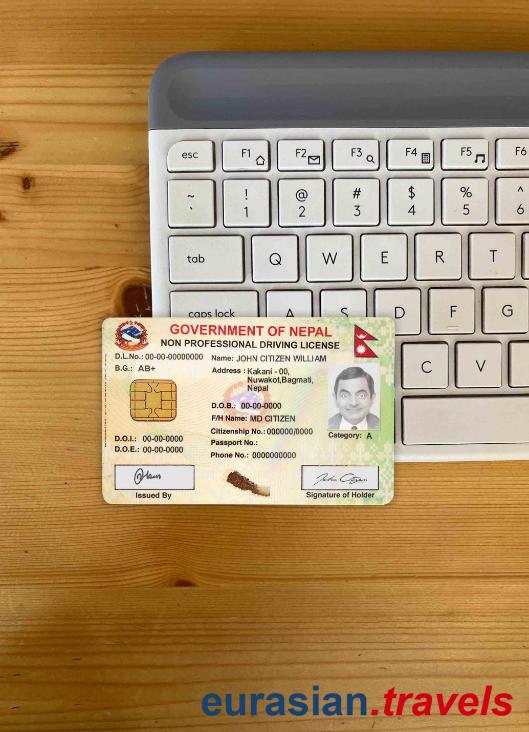 esc F1 F2 F3 F4 F5 F6
~ ! @ # $ % ^
` 1 2 3 4 5 6
tab Q W E R T
caps lock A S D F G
C V
GOVERNMENT OF NEPAL
NON PROFESSIONAL DRIVING LICENSE
D.L.No.: 00-00-00000000 Name: JOHN CITIZEN WILLIAM
B.G.: AB+ Address : Kakani - 00,
Nuwakot,Bagmati,
Nepal
D.O.B.: 00-00-0000
F/H Name: MD CITIZEN
Citizenship No.: 000000/0000
Category: A
D.O.I.: 00-00-0000 Passport No.:
D.O.E.: 00-00-0000 Phone No.: 0000000000
John Citizen
Issued By Signature of Holder
eurasian.travels